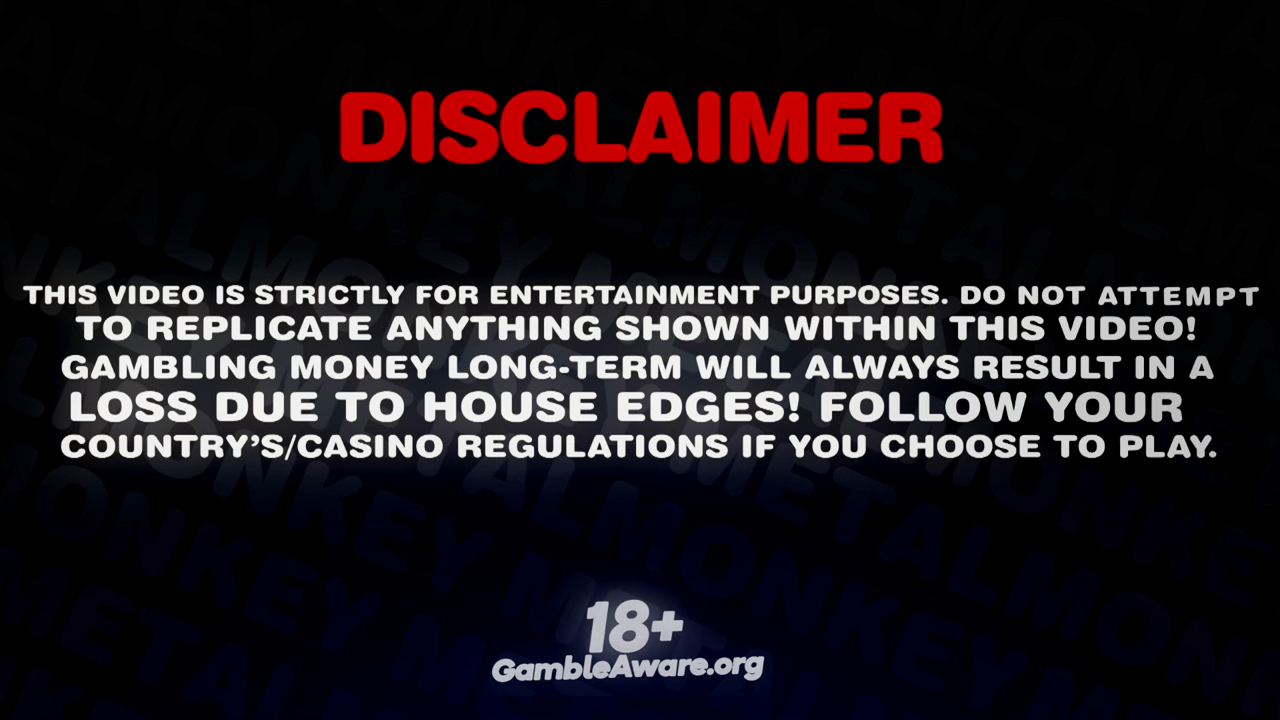 DISCLAIMER
THIS VIDEO IS STRICTLY FOR ENTERTAINMENT PURPOSES. DO NOT ATTEMPT
TO REPLICATE ANYTHING SHOWN WITHIN THIS VIDEO!
GAMBLING MONEY LONG-TERM WILL ALWAYS RESULT IN A
LOSS DUE TO HOUSE EDGES! FOLLOW YOUR
COUNTRY'S/CASINO REGULATIONS IF YOU CHOOSE TO PLAY.
18+
GambleAware.org